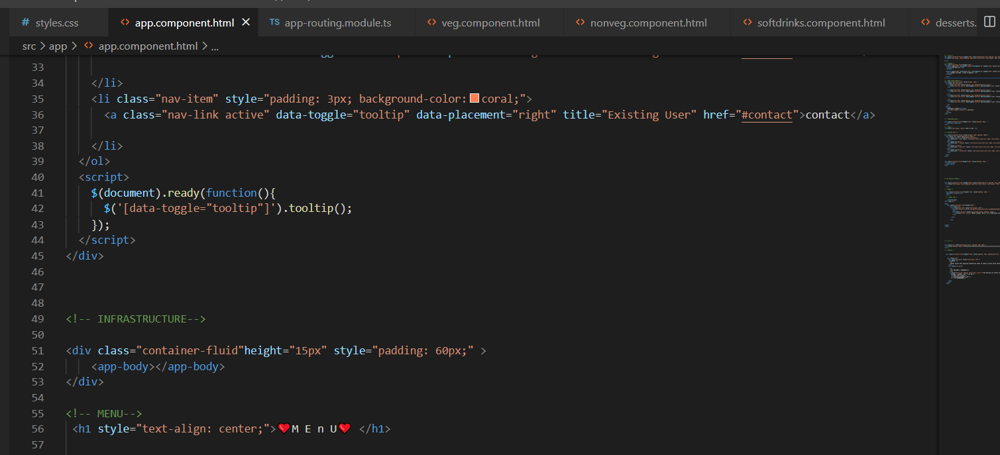 # styles.css <> app.component.html × TS app-routing.module.ts <> veg.component.html <> nonveg.component.html <> softdrinks.component.html <> desserts.
src > app > <> app.component.html > ...
33
34 </li>
35 <li class="nav-item" style="padding: 3px; background-color: coral;">
36 <a class="nav-link active" data-toggle="tooltip" data-placement="right" title="Existing User" href="#contact">contact</a>
37
38 </li>
39 </ol>
40 <script>
41 $(document).ready(function(){
42 $('[data-toggle="tooltip"]').tooltip();
43 });
44 </script>
45 </div>
46
47
48
49 <!-- INFRASTRUCTURE-->
50
51 <div class="container-fluid"height="15px" style="padding: 60px;" >
52 <app-body></app-body>
53 </div>
54
55 <!-- MENU-->
56 <h1 style="text-align: center;">❤️M E n U❤️ </h1>
57